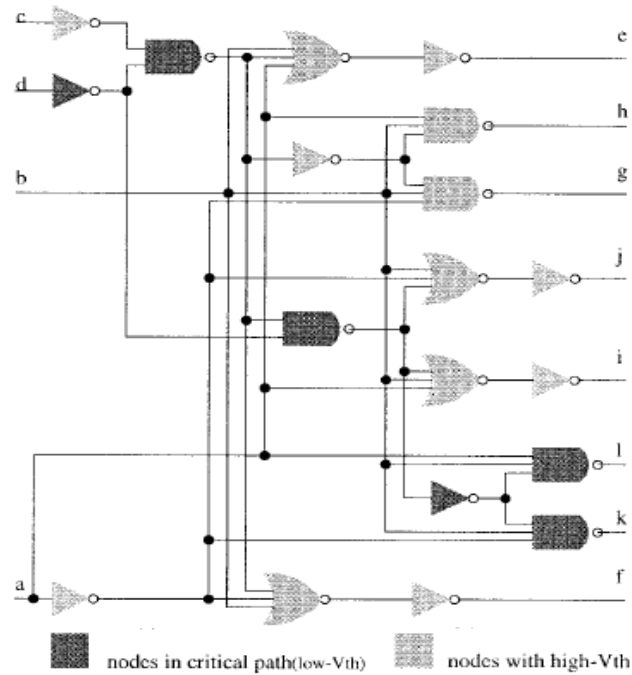 c
e
d
h
b
g
j
i
l
k
a
f
nodes in critical path(low-Vth)
nodes with high-Vth